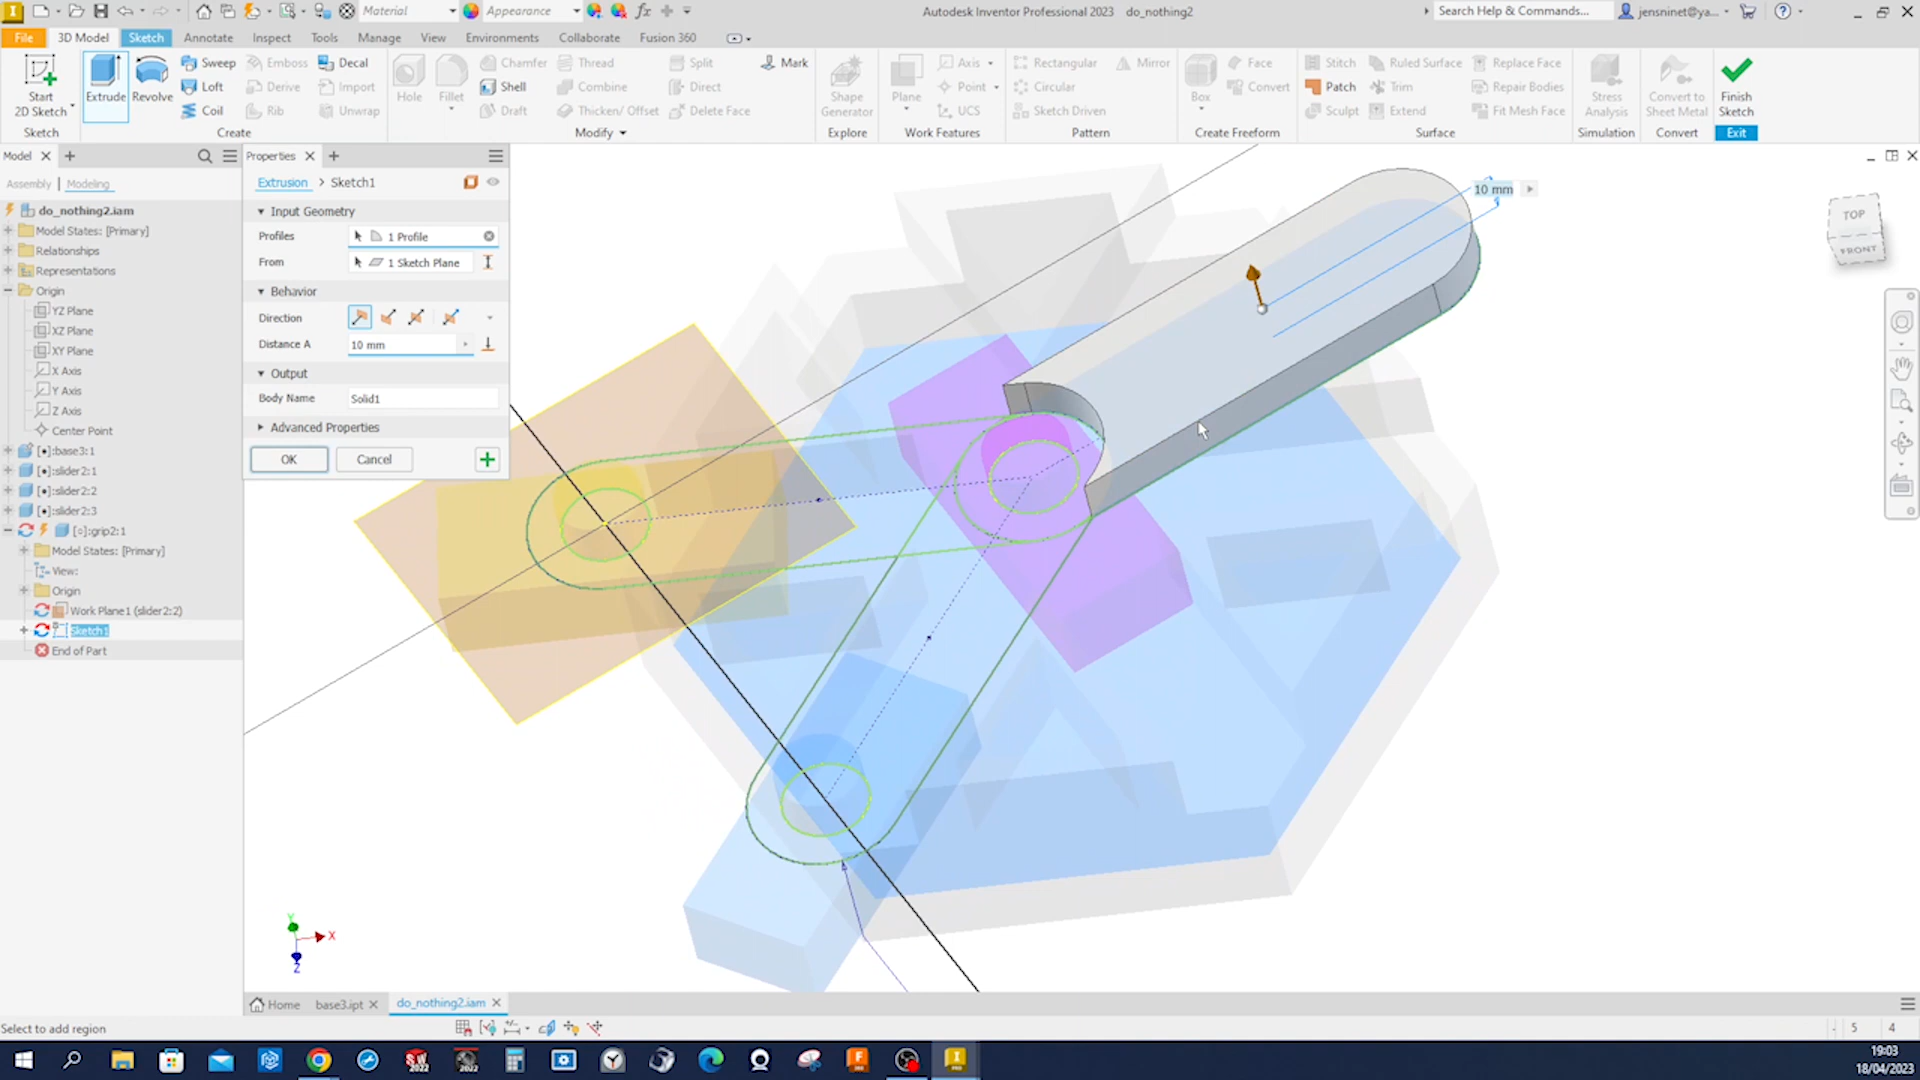 Material
Appearance
fx
Autodesk Inventor Professional 2023 do_nothing2
Search Help & Commands...
jensninet@ya...
File
3D Model
Sketch
Annotate
Inspect
Tools
Manage
View
Environments
Collaborate
Fusion 360
Start
2D Sketch
Extrude
Revolve
Sweep
Loft
Coil
Emboss
Derive
Rib
Decal
Import
Unwrap
Hole
Fillet
Chamfer
Shell
Draft
Thread
Combine
Thicken/ Offset
Split
Direct
Delete Face
Mark
Shape
Generator
Plane
Axis
Point
UCS
Rectangular
Circular
Sketch Driven
Mirror
Box
Face
Convert
Stitch
Patch
Sculpt
Ruled Surface
Trim
Extend
Replace Face
Repair Bodies
Fit Mesh Face
Stress
Analysis
Convert to
Sheet Metal
Finish
Sketch
Sketch
Create
Modify
Explore
Work Features
Pattern
Create Freeform
Surface
Simulation
Convert
Exit
Model
Assembly
Modeling
do_nothing2.iam
Model States: [Primary]
Relationships
Representations
Origin
YZ Plane
XZ Plane
XY Plane
X Axis
Y Axis
Z Axis
Center Point
[•]:base3:1
[•]:slider2:1
[•]:slider2:2
[•]:slider2:3
[○]:grip2:1
Model States: [Primary]
View:
Origin
Work Plane1 (slider2:2)
Sketch1
End of Part
Properties
Extrusion > Sketch1
Input Geometry
Profiles
1 Profile
From
1 Sketch Plane
Behavior
Direction
Distance A
10 mm
Output
Body Name
Solid1
Advanced Properties
OK
Cancel
10 mm
TOP
FRONT
Y
X
Z
Home
base3.ipt
do_nothing2.iam
Select to add region
5
4
SW
2022
2022
F
I
PRO
19:03
18/04/2023